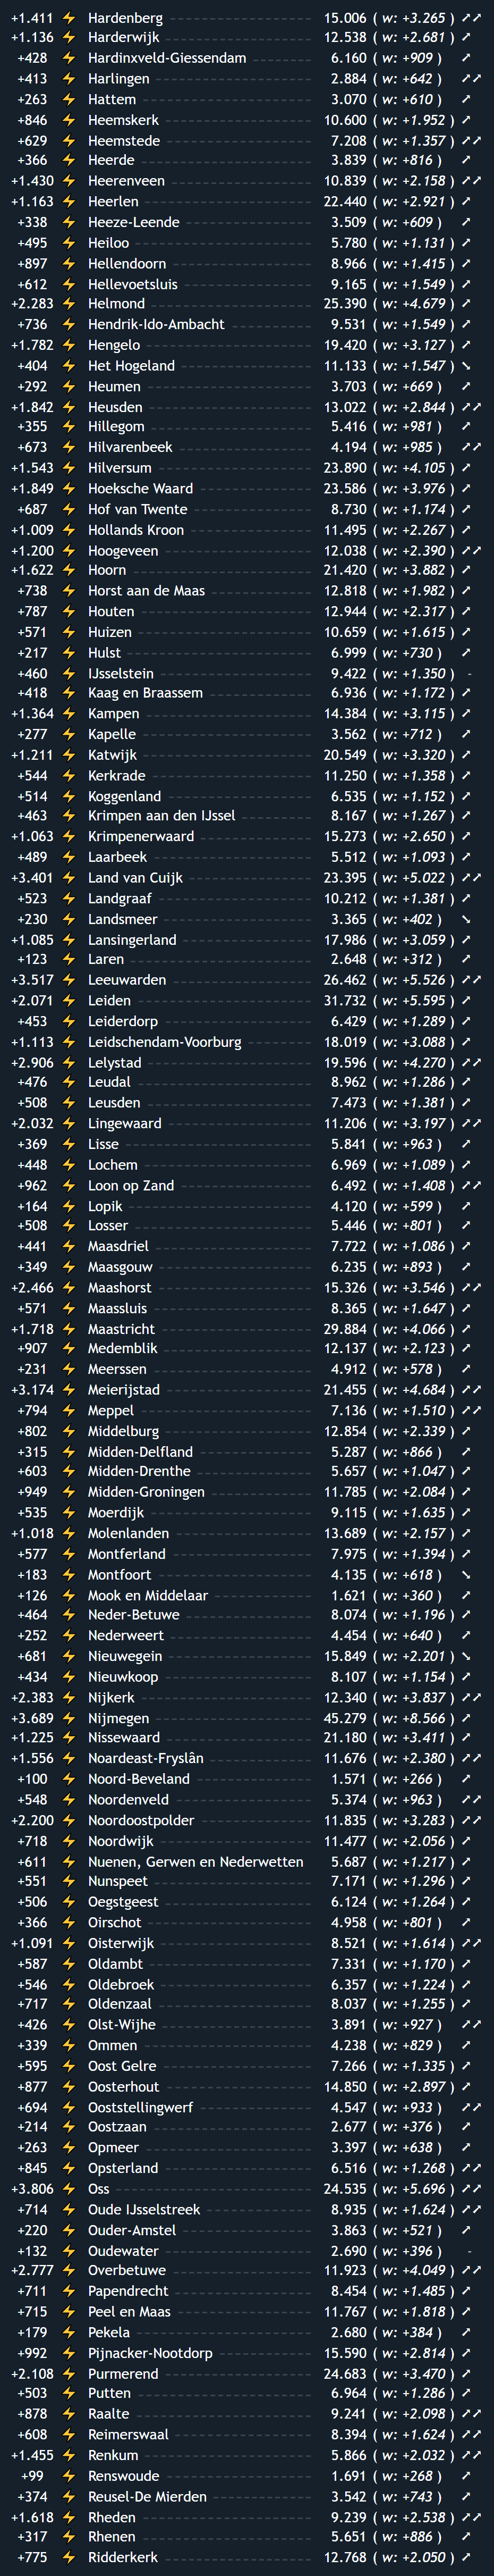 +1.411 ⚡ Hardenberg 15.006 ( w: +3.265 ) ↗↗
+1.136 ⚡ Harderwijk 12.538 ( w: +2.681 ) ↗
+428 ⚡ Hardinxveld-Giessendam 6.160 ( w: +909 ) ↗
+413 ⚡ Harlingen 2.884 ( w: +642 ) ↗↗
+263 ⚡ Hattem 3.070 ( w: +610 ) ↗
+846 ⚡ Heemskerk 10.600 ( w: +1.952 ) ↗
+629 ⚡ Heemstede 7.208 ( w: +1.357 ) ↗↗
+366 ⚡ Heerde 3.839 ( w: +816 ) ↗
+1.430 ⚡ Heerenveen 10.839 ( w: +2.158 ) ↗↗
+1.163 ⚡ Heerlen 22.440 ( w: +2.921 ) ↗
+338 ⚡ Heeze-Leende 3.509 ( w: +609 ) ↗
+495 ⚡ Heiloo 5.780 ( w: +1.131 ) ↗
+897 ⚡ Hellendoorn 8.966 ( w: +1.415 ) ↗
+612 ⚡ Hellevoetsluis 9.165 ( w: +1.549 ) ↗
+2.283 ⚡ Helmond 25.390 ( w: +4.679 ) ↗
+736 ⚡ Hendrik-Ido-Ambacht 9.531 ( w: +1.549 ) ↗
+1.782 ⚡ Hengelo 19.420 ( w: +3.127 ) ↗
+404 ⚡ Het Hogeland 11.133 ( w: +1.547 ) ↘
+292 ⚡ Heumen 3.703 ( w: +669 ) ↗
+1.842 ⚡ Heusden 13.022 ( w: +2.844 ) ↗↗
+355 ⚡ Hillegom 5.416 ( w: +981 ) ↗
+673 ⚡ Hilvarenbeek 4.194 ( w: +985 ) ↗↗
+1.543 ⚡ Hilversum 23.890 ( w: +4.105 ) ↗
+1.849 ⚡ Hoeksche Waard 23.586 ( w: +3.976 ) ↗
+687 ⚡ Hof van Twente 8.730 ( w: +1.174 ) ↗
+1.009 ⚡ Hollands Kroon 11.495 ( w: +2.267 ) ↗
+1.200 ⚡ Hoogeveen 12.038 ( w: +2.390 ) ↗↗
+1.622 ⚡ Hoorn 21.420 ( w: +3.882 ) ↗
+738 ⚡ Horst aan de Maas 12.818 ( w: +1.982 ) ↗
+787 ⚡ Houten 12.944 ( w: +2.317 ) ↗
+571 ⚡ Huizen 10.659 ( w: +1.615 ) ↗
+217 ⚡ Hulst 6.999 ( w: +730 ) ↗
+460 ⚡ IJsselstein 9.422 ( w: +1.350 ) -
+418 ⚡ Kaag en Braassem 6.936 ( w: +1.172 ) ↗
+1.364 ⚡ Kampen 14.384 ( w: +3.115 ) ↗
+277 ⚡ Kapelle 3.562 ( w: +712 ) ↗
+1.211 ⚡ Katwijk 20.549 ( w: +3.320 ) ↗
+544 ⚡ Kerkrade 11.250 ( w: +1.358 ) ↗
+514 ⚡ Koggenland 6.535 ( w: +1.152 ) ↗
+463 ⚡ Krimpen aan den IJssel 8.167 ( w: +1.267 ) ↗
+1.063 ⚡ Krimpenerwaard 15.273 ( w: +2.650 ) ↗
+489 ⚡ Laarbeek 5.512 ( w: +1.093 ) ↗
+3.401 ⚡ Land van Cuijk 23.395 ( w: +5.022 ) ↗↗
+523 ⚡ Landgraaf 10.212 ( w: +1.381 ) ↗
+230 ⚡ Landsmeer 3.365 ( w: +402 ) ↘
+1.085 ⚡ Lansingerland 17.986 ( w: +3.059 ) ↗
+123 ⚡ Laren 2.648 ( w: +312 ) ↗
+3.517 ⚡ Leeuwarden 26.462 ( w: +5.526 ) ↗↗
+2.071 ⚡ Leiden 31.732 ( w: +5.595 ) ↗
+453 ⚡ Leiderdorp 6.429 ( w: +1.289 ) ↗
+1.113 ⚡ Leidschendam-Voorburg 18.019 ( w: +3.088 ) ↗
+2.906 ⚡ Lelystad 19.596 ( w: +4.270 ) ↗↗
+476 ⚡ Leudal 8.962 ( w: +1.286 ) ↗
+508 ⚡ Leusden 7.473 ( w: +1.381 ) ↗
+2.032 ⚡ Lingewaard 11.206 ( w: +3.197 ) ↗↗
+369 ⚡ Lisse 5.841 ( w: +963 ) ↗
+448 ⚡ Lochem 6.969 ( w: +1.089 ) ↗
+962 ⚡ Loon op Zand 6.492 ( w: +1.408 ) ↗↗
+164 ⚡ Lopik 4.120 ( w: +599 ) ↗
+508 ⚡ Losser 5.446 ( w: +801 ) ↗
+441 ⚡ Maasdriel 7.722 ( w: +1.086 ) ↗
+349 ⚡ Maasgouw 6.235 ( w: +893 ) ↗
+2.466 ⚡ Maashorst 15.326 ( w: +3.546 ) ↗↗
+571 ⚡ Maassluis 8.365 ( w: +1.647 ) ↗
+1.718 ⚡ Maastricht 29.884 ( w: +4.066 ) ↗
+907 ⚡ Medemblik 12.137 ( w: +2.123 ) ↗
+231 ⚡ Meerssen 4.912 ( w: +578 ) ↗
+3.174 ⚡ Meierijstad 21.455 ( w: +4.684 ) ↗↗
+794 ⚡ Meppel 7.136 ( w: +1.510 ) ↗↗
+802 ⚡ Middelburg 12.854 ( w: +2.339 ) ↗
+315 ⚡ Midden-Delfland 5.287 ( w: +866 ) ↗
+603 ⚡ Midden-Drenthe 5.657 ( w: +1.047 ) ↗
+949 ⚡ Midden-Groningen 11.785 ( w: +2.084 ) ↗
+535 ⚡ Moerdijk 9.115 ( w: +1.635 ) ↗
+1.018 ⚡ Molenlanden 13.689 ( w: +2.157 ) ↗
+577 ⚡ Montferland 7.975 ( w: +1.394 ) ↗
+183 ⚡ Montfoort 4.135 ( w: +618 ) ↘
+126 ⚡ Mook en Middelaar 1.621 ( w: +360 ) ↗
+464 ⚡ Neder-Betuwe 8.074 ( w: +1.196 ) ↗
+252 ⚡ Nederweert 4.454 ( w: +640 ) ↗
+681 ⚡ Nieuwegein 15.849 ( w: +2.201 ) ↘
+434 ⚡ Nieuwkoop 8.107 ( w: +1.154 ) ↗
+2.383 ⚡ Nijkerk 12.340 ( w: +3.837 ) ↗↗
+3.689 ⚡ Nijmegen 45.279 ( w: +8.566 ) ↗
+1.225 ⚡ Nissewaard 21.180 ( w: +3.411 ) ↗
+1.556 ⚡ Noardeast-Fryslân 11.676 ( w: +2.380 ) ↗↗
+100 ⚡ Noord-Beveland 1.571 ( w: +266 ) ↗
+548 ⚡ Noordenveld 5.374 ( w: +963 ) ↗↗
+2.200 ⚡ Noordoostpolder 11.835 ( w: +3.283 ) ↗↗
+718 ⚡ Noordwijk 11.477 ( w: +2.056 ) ↗
+611 ⚡ Nuenen, Gerwen en Nederwetten 5.687 ( w: +1.217 ) ↗
+551 ⚡ Nunspeet 7.171 ( w: +1.296 ) ↗
+506 ⚡ Oegstgeest 6.124 ( w: +1.264 ) ↗
+366 ⚡ Oirschot 4.958 ( w: +801 ) ↗
+1.091 ⚡ Oisterwijk 8.521 ( w: +1.614 ) ↗↗
+587 ⚡ Oldambt 7.331 ( w: +1.170 ) ↗
+546 ⚡ Oldebroek 6.357 ( w: +1.224 ) ↗
+717 ⚡ Oldenzaal 8.037 ( w: +1.255 ) ↗
+426 ⚡ Olst-Wijhe 3.891 ( w: +927 ) ↗↗
+339 ⚡ Ommen 4.238 ( w: +829 ) ↗
+595 ⚡ Oost Gelre 7.266 ( w: +1.335 ) ↗
+877 ⚡ Oosterhout 14.850 ( w: +2.897 ) ↗
+694 ⚡ Ooststellingwerf 4.547 ( w: +933 ) ↗↗
+214 ⚡ Oostzaan 2.677 ( w: +376 ) ↗
+263 ⚡ Opmeer 3.397 ( w: +638 ) ↗
+845 ⚡ Opsterland 6.516 ( w: +1.268 ) ↗↗
+3.806 ⚡ Oss 24.535 ( w: +5.696 ) ↗↗
+714 ⚡ Oude IJsselstreek 8.935 ( w: +1.624 ) ↗↗
+220 ⚡ Ouder-Amstel 3.863 ( w: +521 ) ↗
+132 ⚡ Oudewater 2.690 ( w: +396 ) -
+2.777 ⚡ Overbetuwe 11.923 ( w: +4.049 ) ↗↗
+711 ⚡ Papendrecht 8.454 ( w: +1.485 ) ↗
+715 ⚡ Peel en Maas 11.767 ( w: +1.818 ) ↗
+179 ⚡ Pekela 2.680 ( w: +384 ) ↗
+992 ⚡ Pijnacker-Nootdorp 15.590 ( w: +2.814 ) ↗
+2.108 ⚡ Purmerend 24.683 ( w: +3.470 ) ↗
+503 ⚡ Putten 6.964 ( w: +1.286 ) ↗
+878 ⚡ Raalte 9.241 ( w: +2.098 ) ↗↗
+608 ⚡ Reimerswaal 8.394 ( w: +1.624 ) ↗↗
+1.455 ⚡ Renkum 5.866 ( w: +2.032 ) ↗↗
+99 ⚡ Renswoude 1.691 ( w: +268 ) ↗
+374 ⚡ Reusel-De Mierden 3.542 ( w: +743 ) ↗
+1.618 ⚡ Rheden 9.239 ( w: +2.538 ) ↗↗
+317 ⚡ Rhenen 5.651 ( w: +886 ) ↗
+775 ⚡ Ridderkerk 12.768 ( w: +2.050 ) ↗